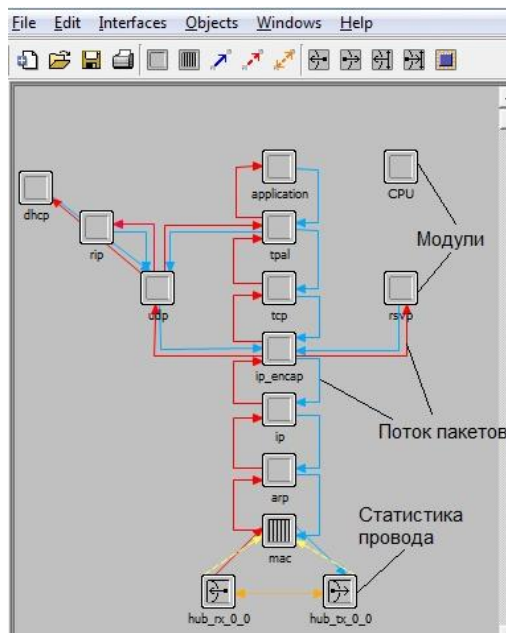 File Edit Interfaces Objects Windows Help
application
CPU
dhcp
Модули
rip
tpal
udp
tcp
rsvp
ip_encap
Поток пакетов
ip
arp
Статистика
провода
mac
hub_rx_0_0
hub_tx_0_0